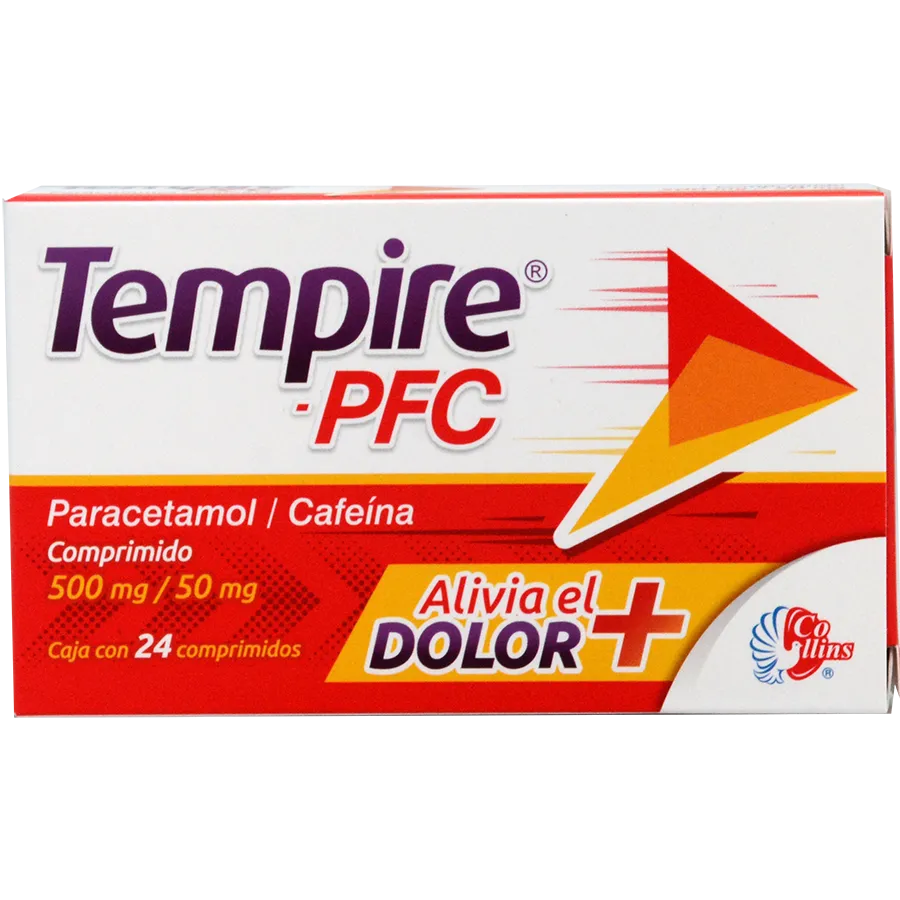 Tempire®
-PFC
Paracetamol / Cafeína
Comprimido
500 mg / 50 mg
Caja con 24 comprimidos
Alivia el
DOLOR+
Collins®